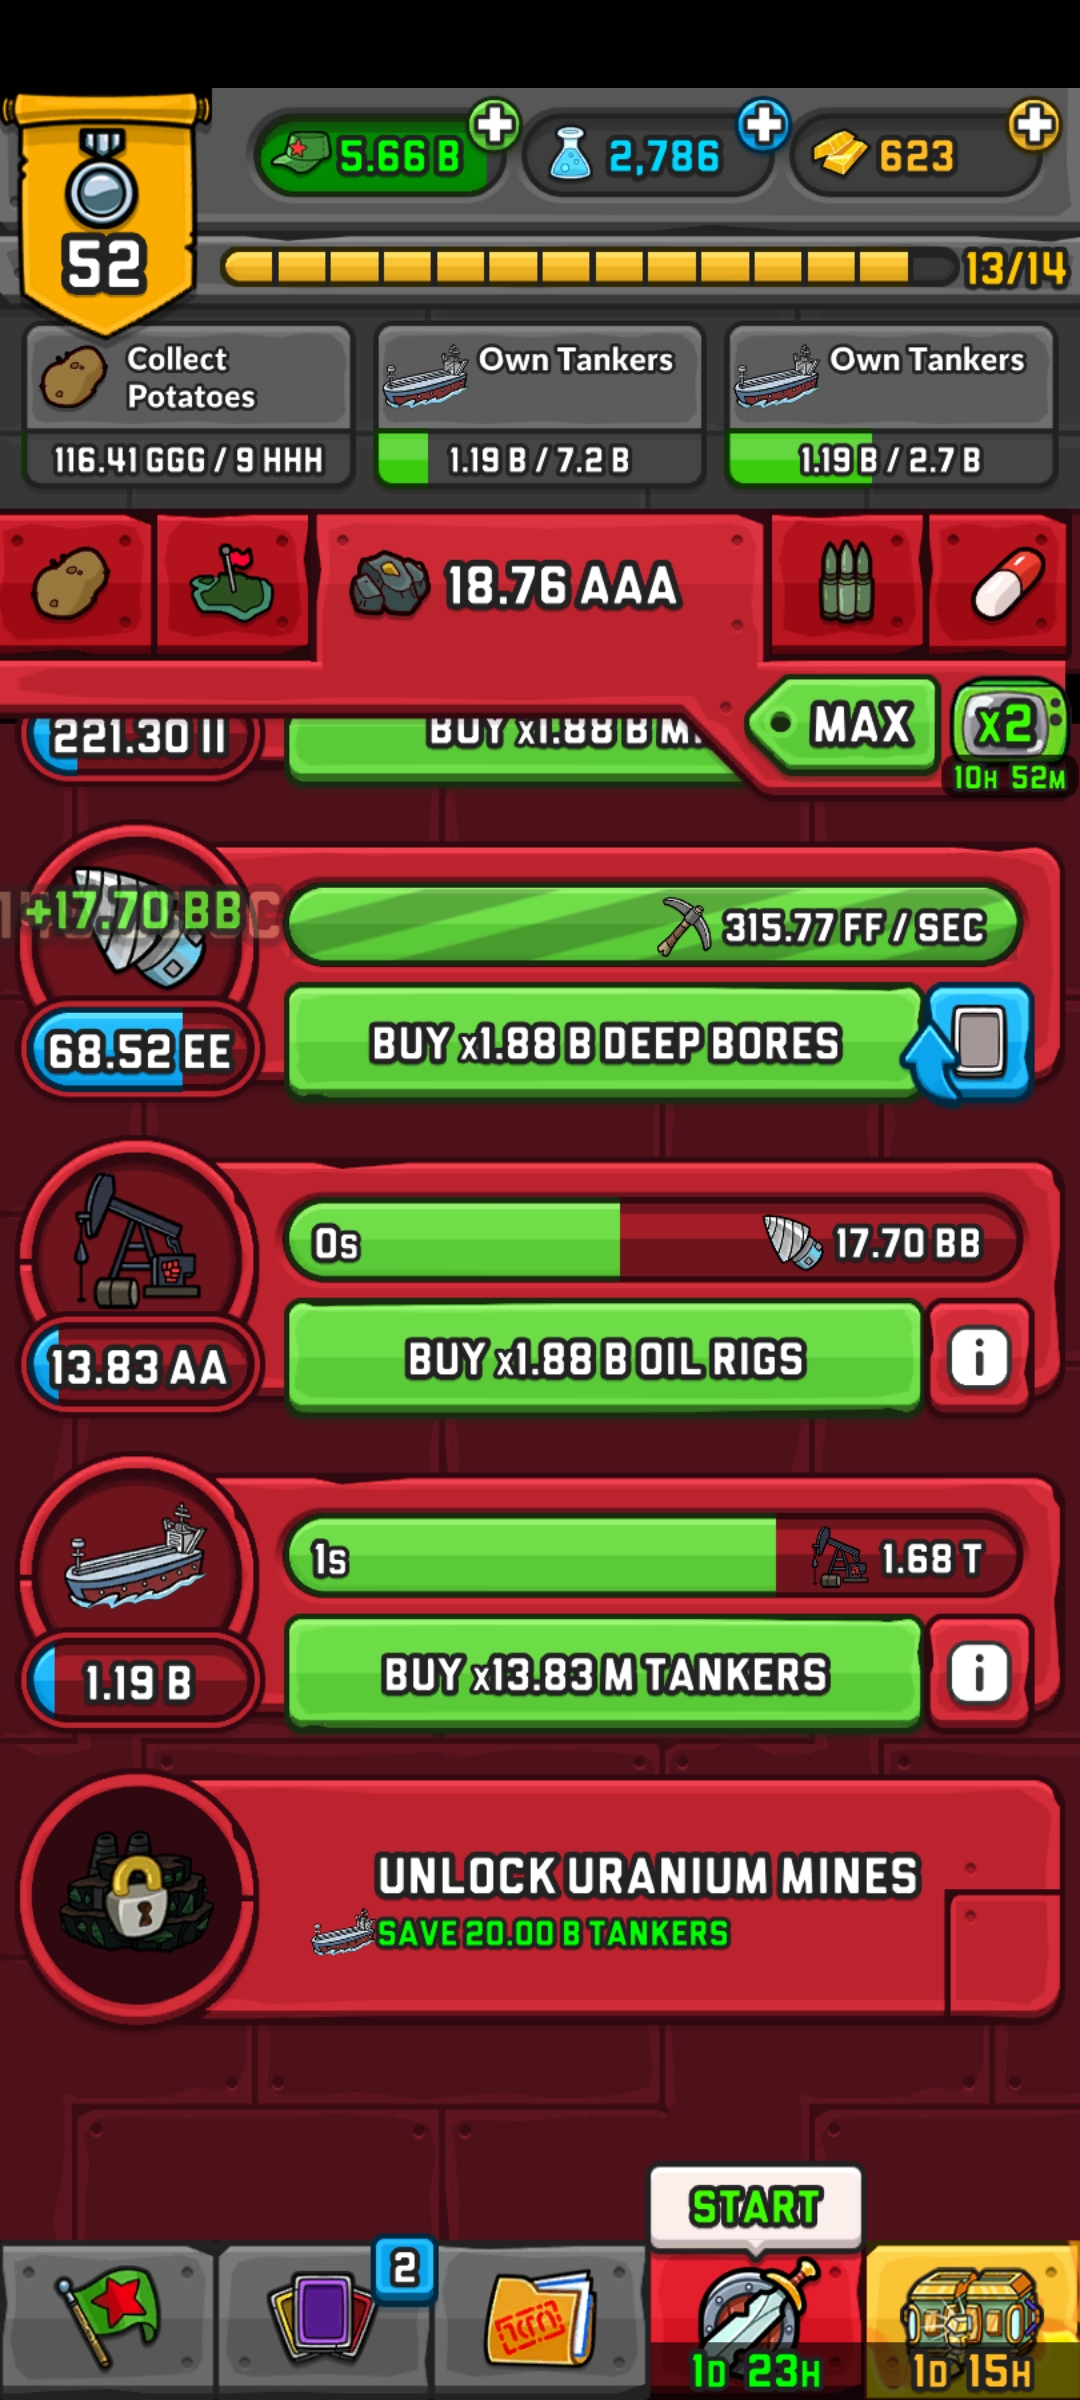 5.66 B
2,786
623
52
13/14
Collect
Potatoes
116.41 GGG / 9 HHH
Own Tankers
1.19 B / 7.2 B
Own Tankers
1.19 B / 2.7 B
18.76 AAA
MAX
x2
10H 52M
221.30 II
BUY x1.88 B
+17.70 BB
315.77 FF / SEC
68.52 EE
BUY x1.88 B DEEP BORES
0s
17.70 BB
13.83 AA
BUY x1.88 B OIL RIGS
i
1s
1.68 T
1.19 B
BUY x13.83 M TANKERS
i
UNLOCK URANIUM MINES
SAVE 20.00 B TANKERS
START
2
1D 23H
1D 15H